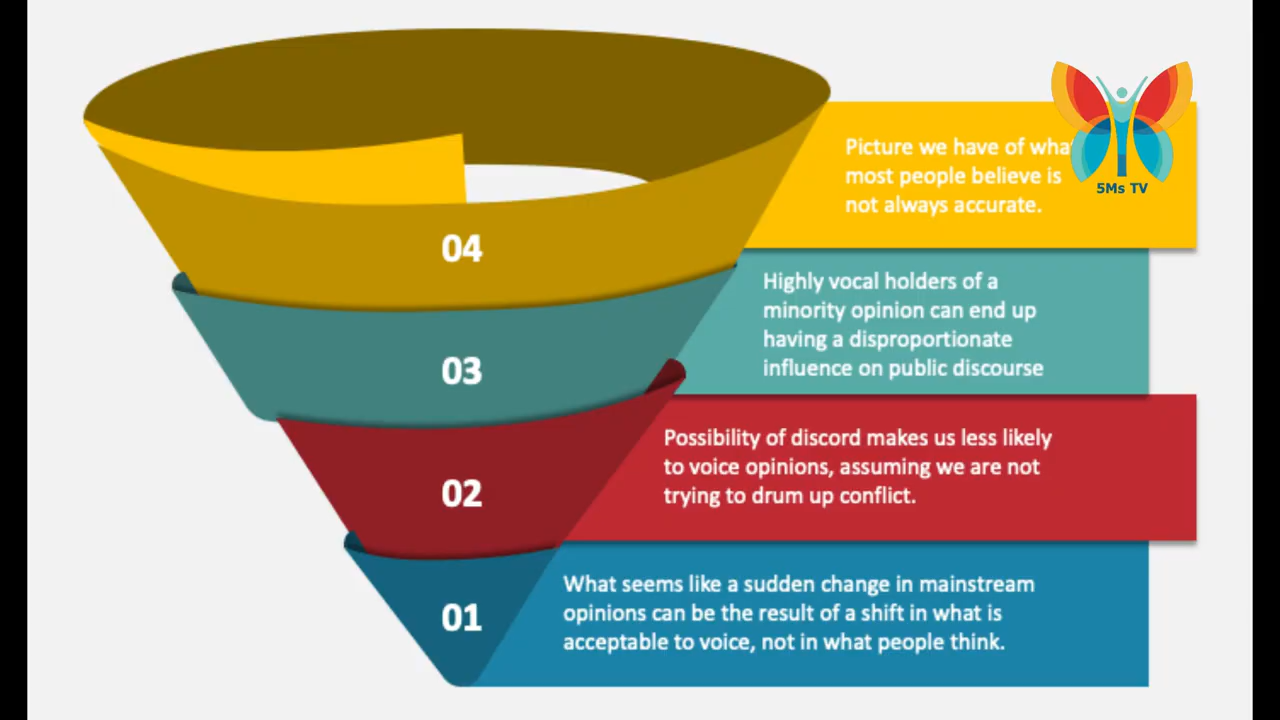 Picture we have of what
most people believe is
not always accurate.
5Ms TV
04
Highly vocal holders of a
minority opinion can end up
having a disproportionate
influence on public discourse
03
Possibility of discord makes us less likely
to voice opinions, assuming we are not
trying to drum up conflict.
02
What seems like a sudden change in mainstream
opinions can be the result of a shift in what is
acceptable to voice, not in what people think.
01